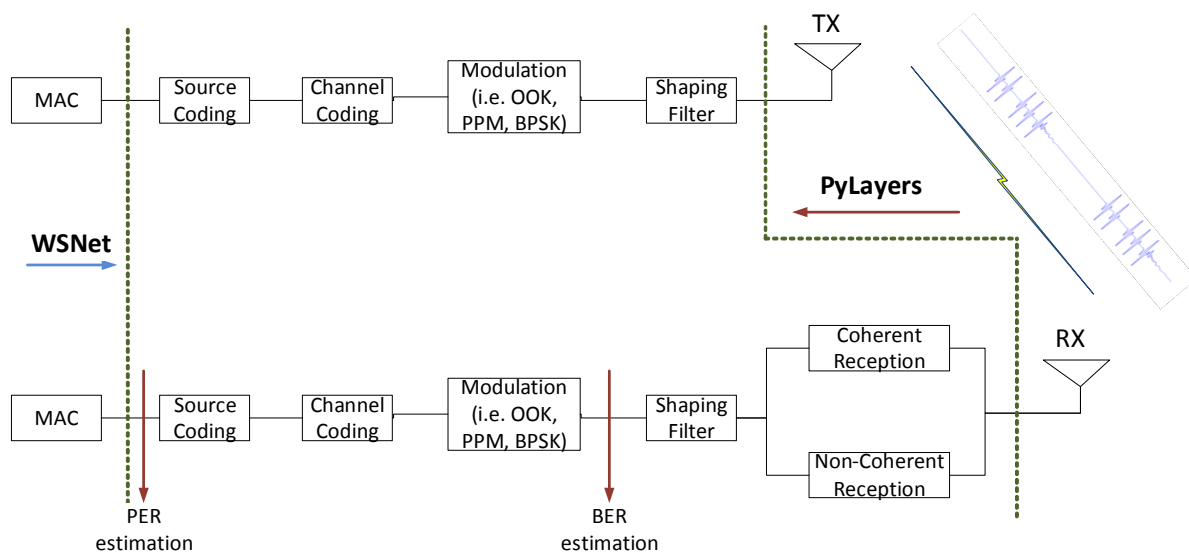 TX
MAC
Source
Coding
Channel
Coding
Modulation
(i.e. OOK,
PPM, BPSK)
Shaping
Filter
PyLayers
WSNet
Coherent
Reception
RX
MAC
Source
Coding
Channel
Coding
Modulation
(i.e. OOK,
PPM, BPSK)
Shaping
Filter
Non-Coherent
Reception
PER
estimation
BER
estimation